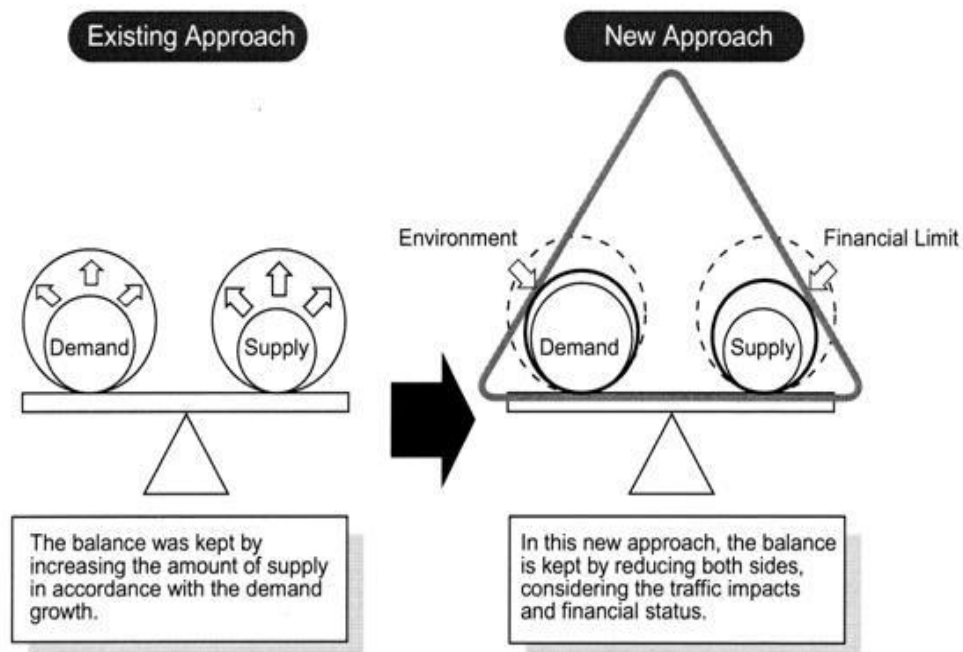 Existing Approach
New Approach
Environment
Financial Limit
Demand
Supply
Demand
Supply
The balance was kept by
increasing the amount of supply
in accordance with the demand
growth.
In this new approach, the balance
is kept by reducing both sides,
considering the traffic impacts
and financial status.